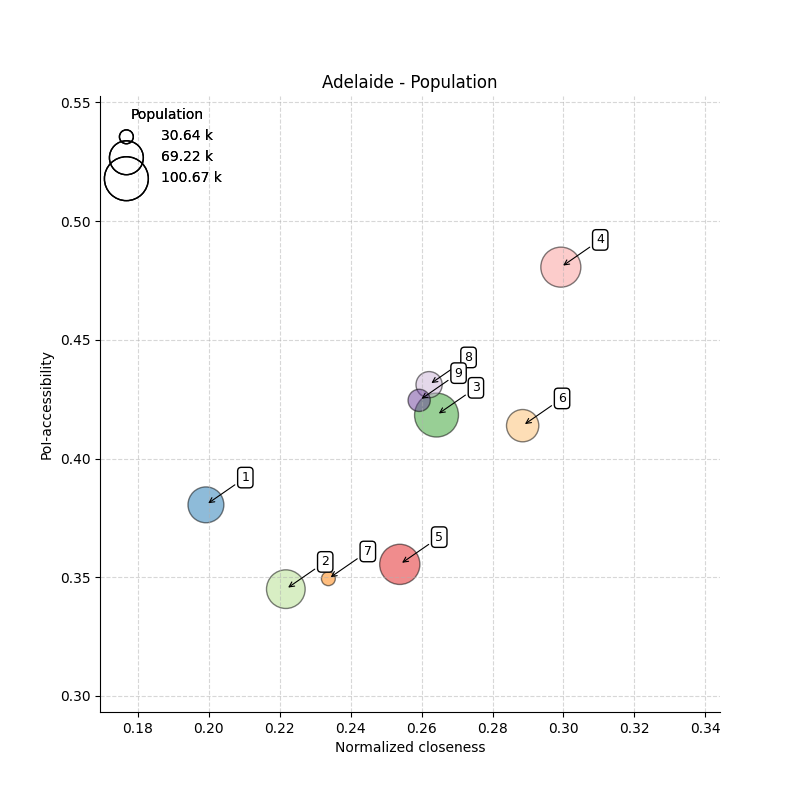 Adelaide - Population
0.55
0.50
0.45
0.40
0.35
0.30
PoI-accessibility
Population
30.64 k
69.22 k
100.67 k
4
8
9
3
6
1
5
7
2
0.18 0.20 0.22 0.24 0.26 0.28 0.30 0.32 0.34
Normalized closeness